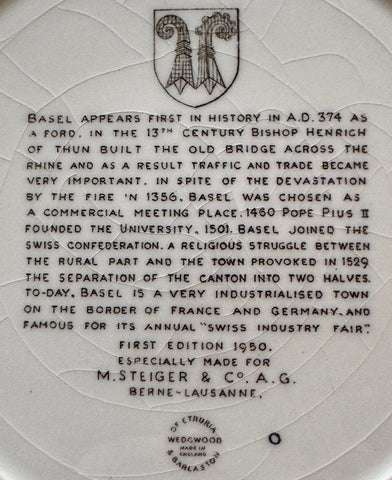 BASEL APPEARS FIRST IN HISTORY IN A.D. 374 AS
A FORD. IN THE 13TH CENTURY BISHOP HENRICH
OF THUN BUILT THE OLD BRIDGE ACROSS THE
RHINE AND AS A RESULT TRAFFIC AND TRADE BECAME
VERY IMPORTANT. IN SPITE OF THE DEVASTATION
BY THE FIRE 'N 1356, BASEL WAS CHOSEN AS
A COMMERCIAL MEETING PLACE. 1460 POPE PIUS II
FOUNDED THE UNIVERSITY, 1501. BASEL JOINED THE
SWISS CONFEDERATION. A RELIGIOUS STRUGGLE BETWEEN
THE RURAL PART AND THE TOWN PROVOKED IN 1529
THE SEPARATION OF THE CANTON INTO TWO HALVES.
TO-DAY, BASEL IS A VERY INDUSTRIALISED TOWN
ON THE BORDER OF FRANCE AND GERMANY, AND
FAMOUS FOR ITS ANNUAL "SWISS INDUSTRY FAIR".
FIRST EDITION 1950.
ESPECIALLY MADE FOR
M. STEIGER & CO. A.G.
BERNE-LAUSANNE.
OF ETRURIA
WEDGWOOD
MADE IN
ENGLAND
& BARLASTON
O